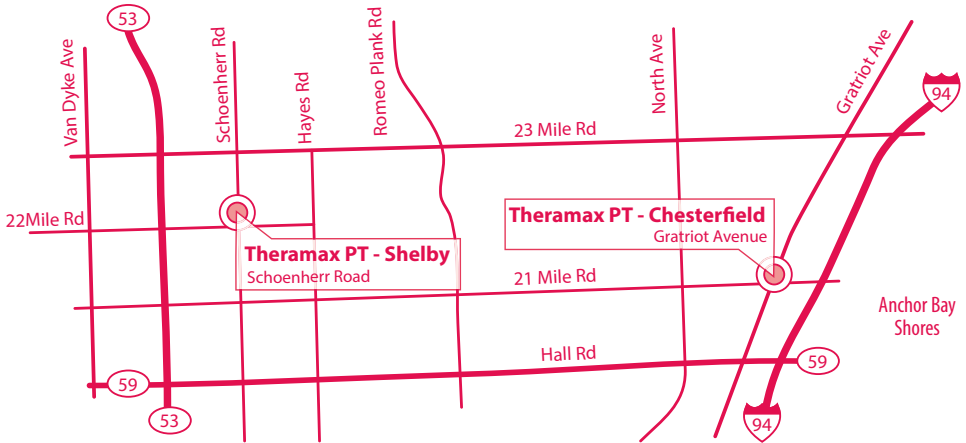 53
Van Dyke Ave
Schoenherr Rd
Hayes Rd
Romeo Plank Rd
North Ave
Gratriot Ave
94
23 Mile Rd
22Mile Rd
Theramax PT - Shelby
Schoenherr Road
Theramax PT - Chesterfield
Gratriot Avenue
21 Mile Rd
Anchor Bay
Shores
Hall Rd
59
59
53
94